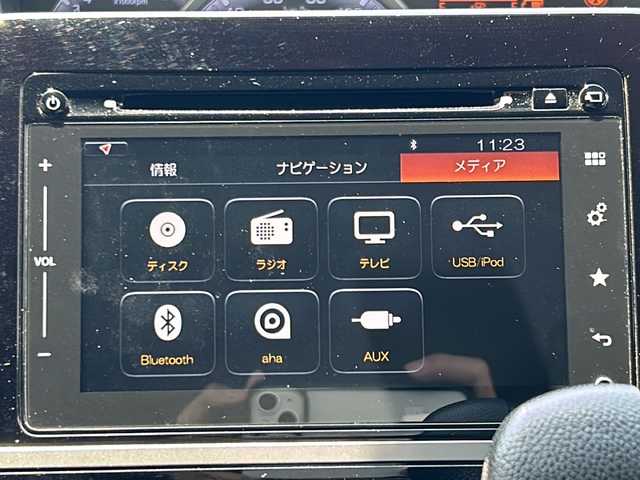 11:23
情報 ナビゲーション メディア
VOL
ディスク ラジオ テレビ USB/iPod
Bluetooth aha AUX